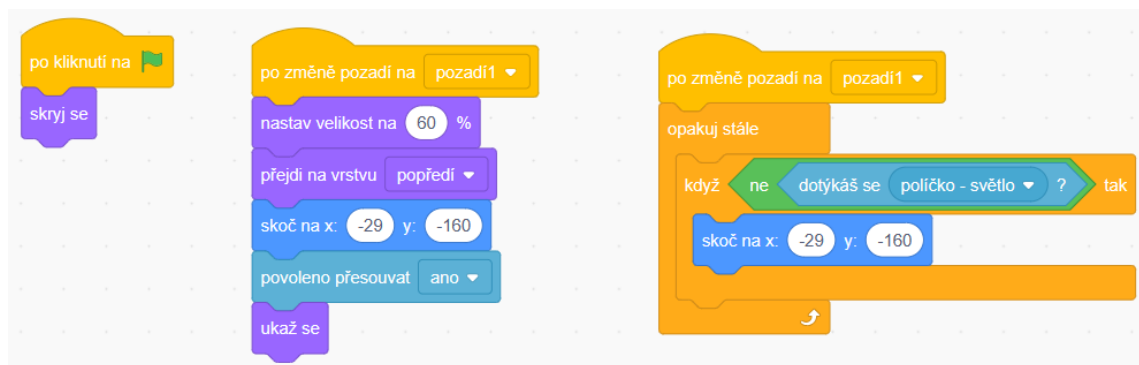 po kliknutí na
skryj se
po změně pozadí na pozadí1
nastav velikost na 60 %
přejdi na vrstvu popředí
skoč na x: -29 y: -160
povoleno přesouvat ano
ukaž se
po změně pozadí na pozadí1
opakuj stále
když ne dotýkáš se políčko - světlo ? tak
skoč na x: -29 y: -160